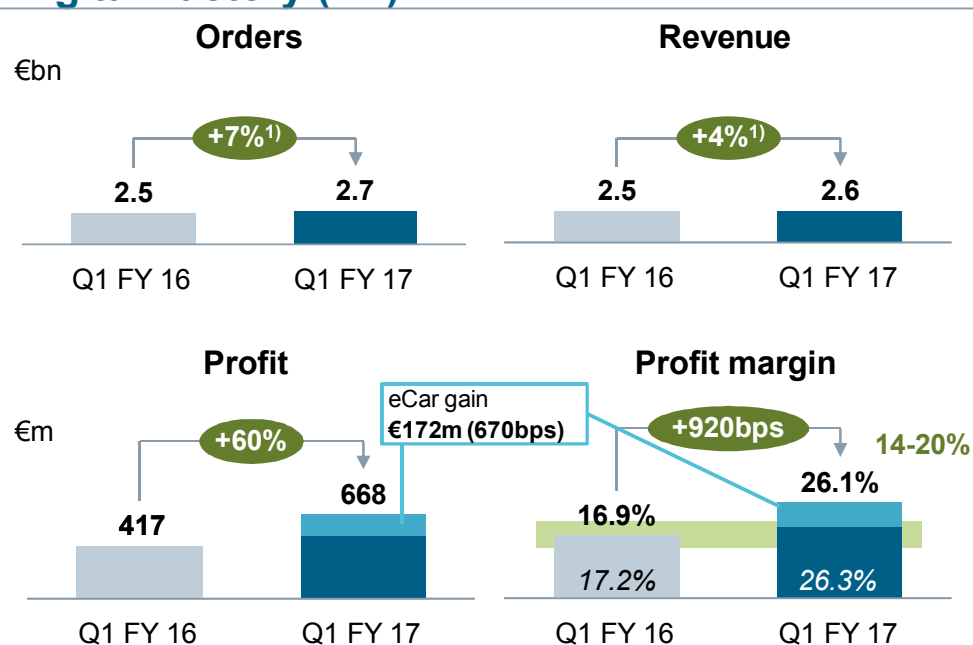 Orders
Revenue
€bn
+7%1)
+4%1)
2.5
2.7
2.5
2.6
Q1 FY 16
Q1 FY 17
Q1 FY 16
Q1 FY 17
Profit
Profit margin
eCar gain
€172m (670bps)
€m
+60%
+920bps
14-20%
417
668
16.9%
26.1%
17.2%
26.3%
Q1 FY 16
Q1 FY 17
Q1 FY 16
Q1 FY 17